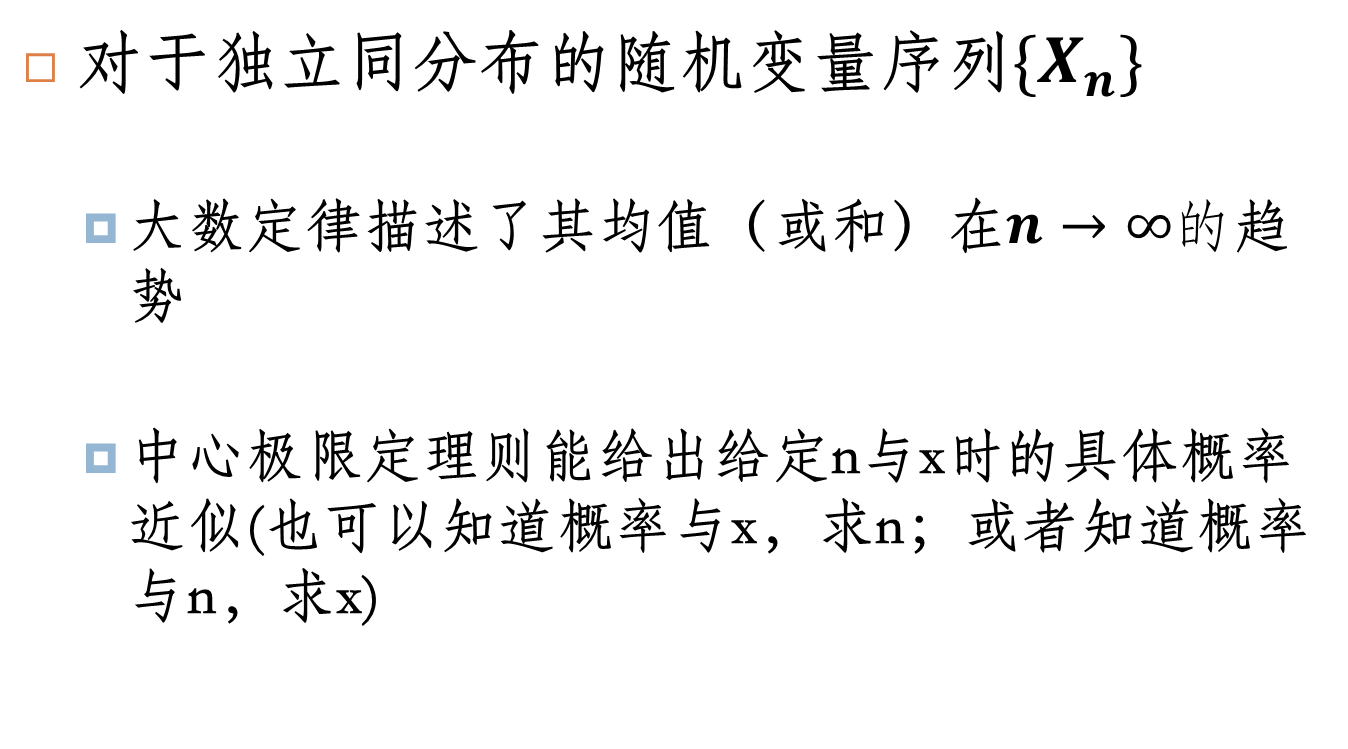 对于独立同分布的随机变量序列{Xₙ}
大数定律描述了其均值（或和）在n → ∞的趋
势
中心极限定理则能给出给定n与x时的具体概率
近似(也可以知道概率与x，求n；或者知道概率
与n，求x)